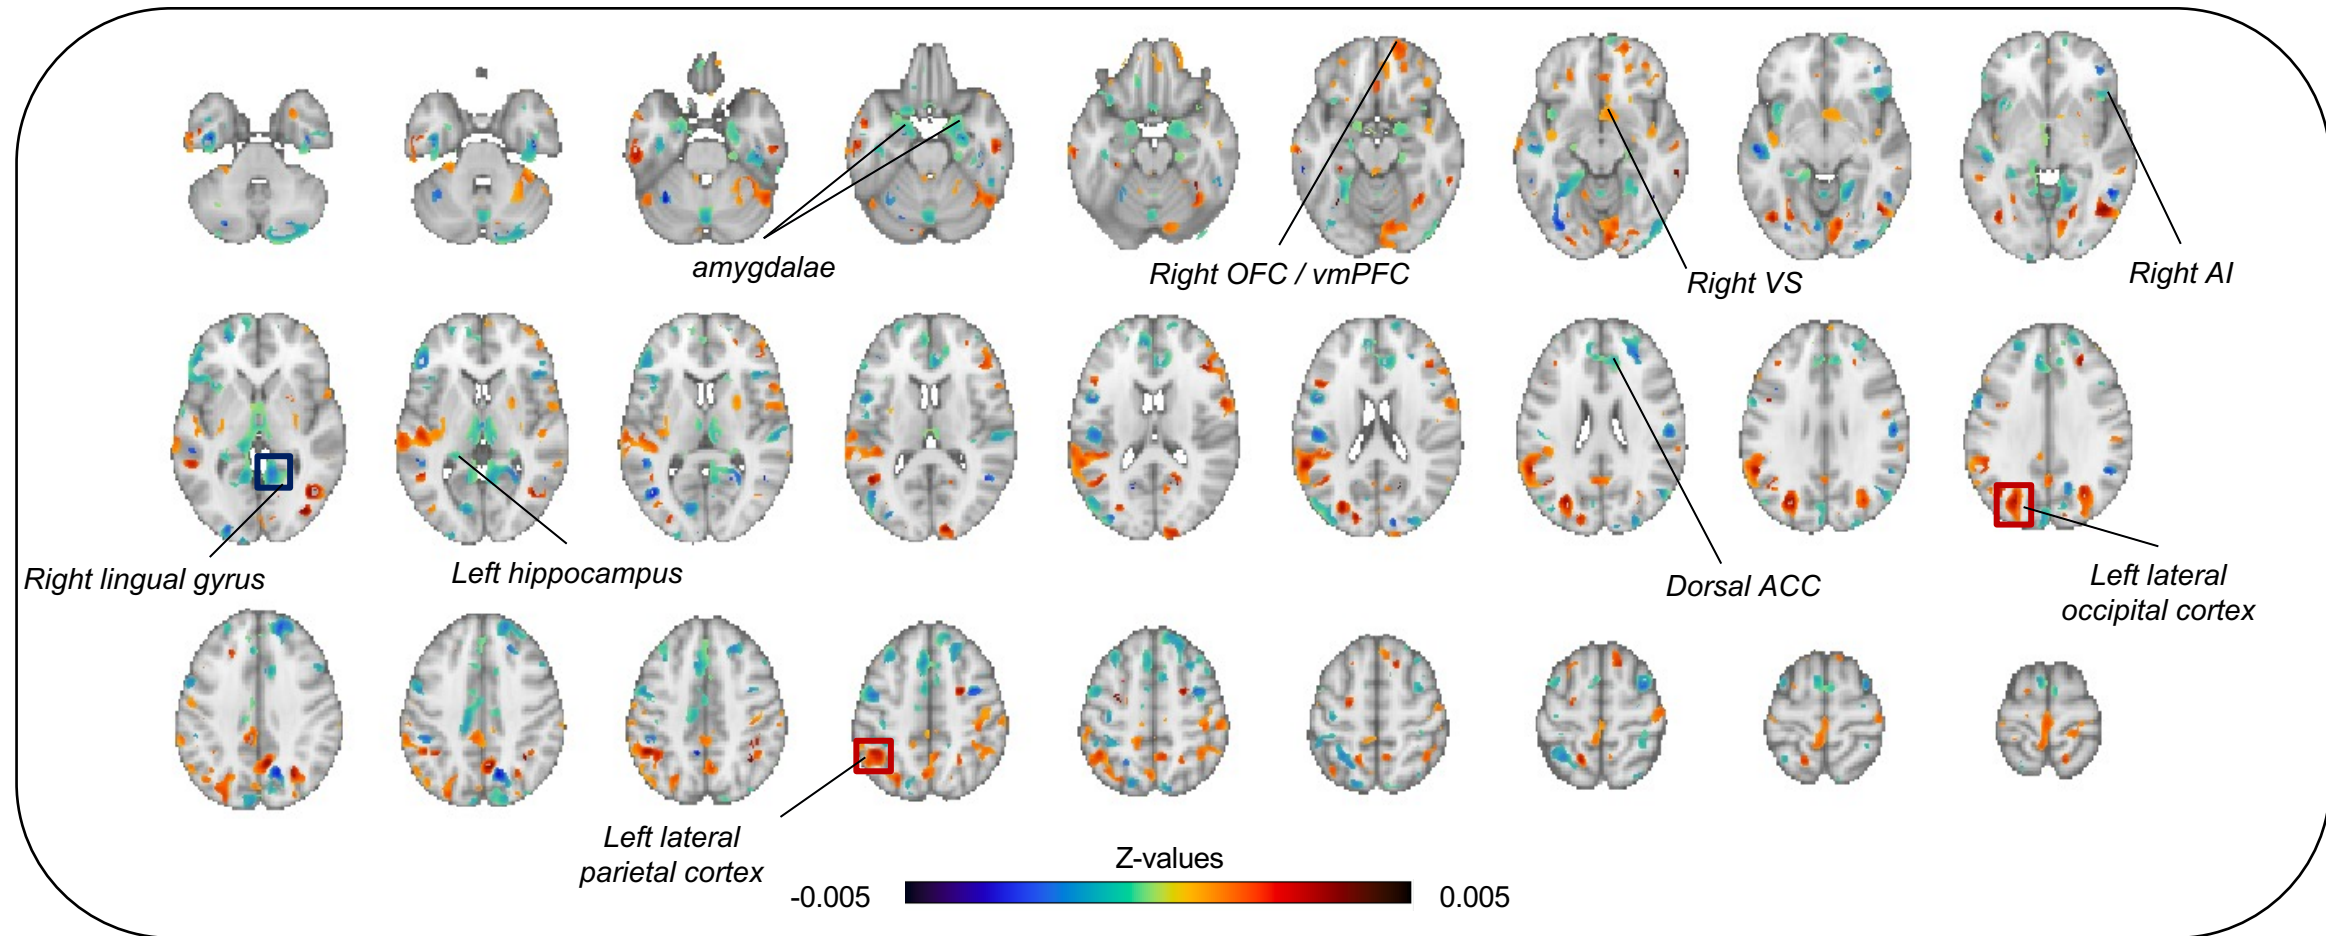 amygdalae
Right OFC / vmPFC
Right VS
Right AI
Right lingual gyrus
Left hippocampus
Dorsal ACC
Left lateral
occipital cortex
Left lateral
parietal cortex
Z-values
-0.005
0.005